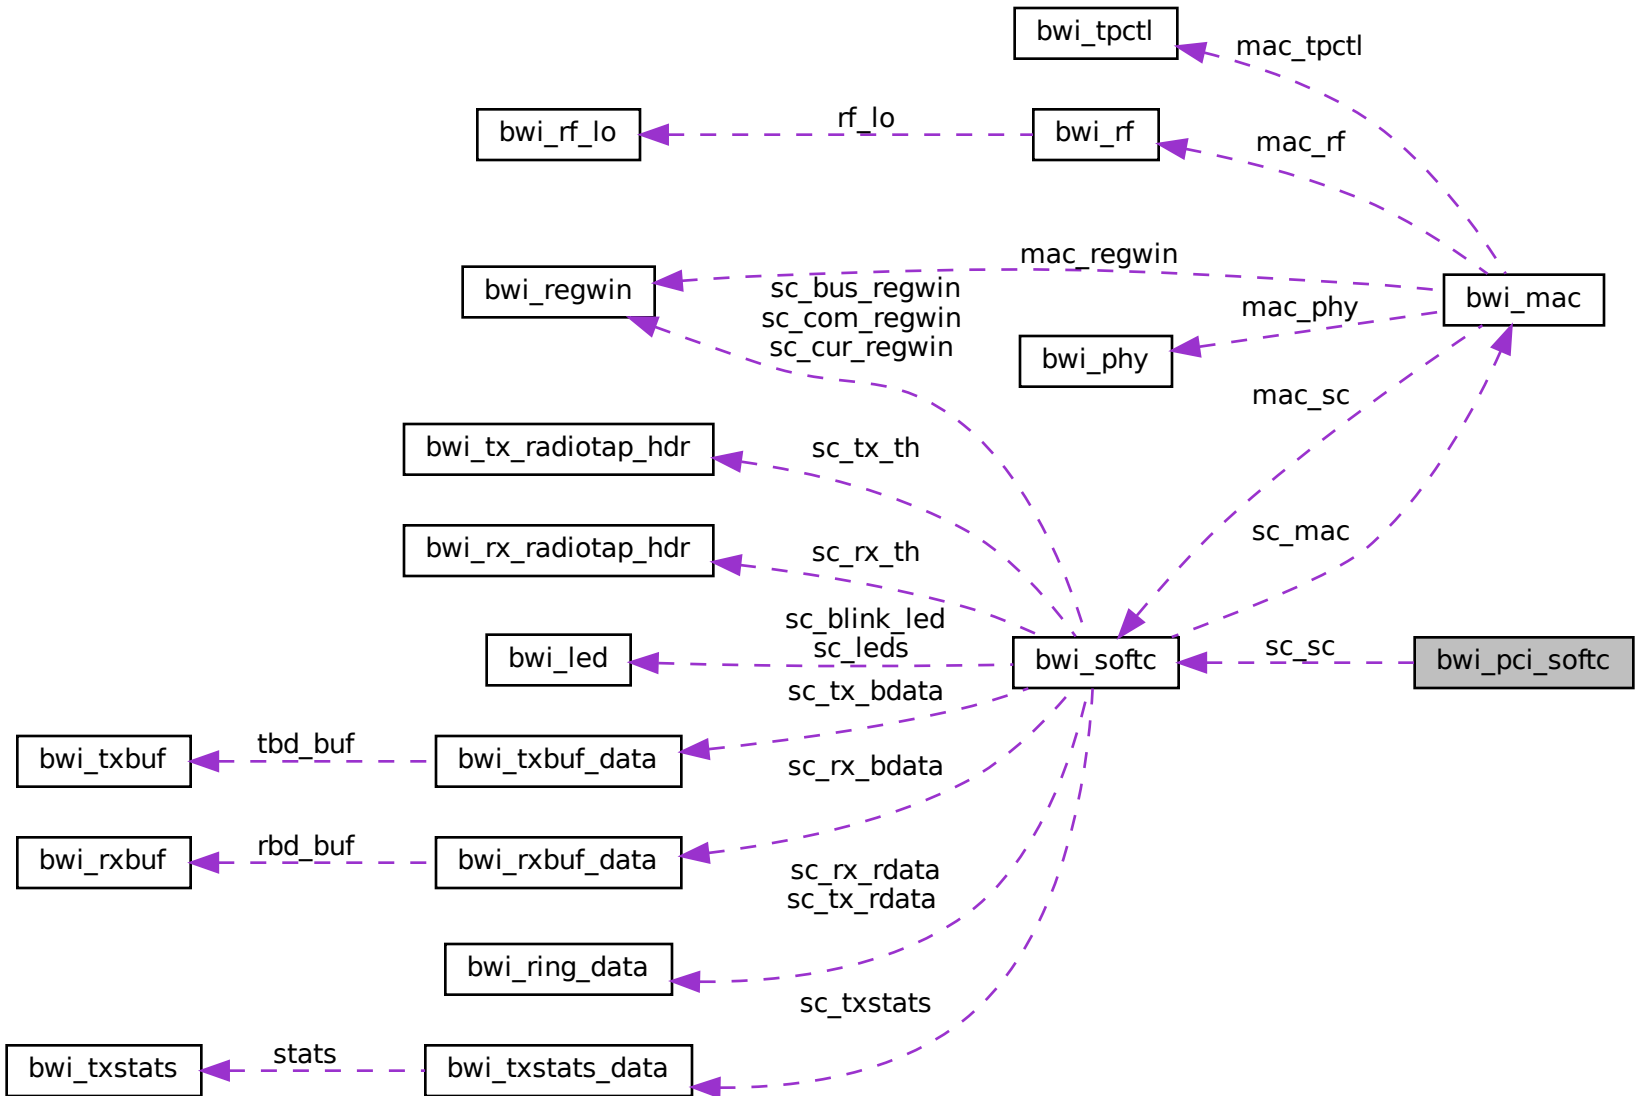 bwi_tpctl
mac_tpctl
rf_lo
bwi_rf_lo
bwi_rf
mac_rf
mac_regwin
bwi_regwin
sc_bus_regwin
sc_com_regwin
sc_cur_regwin
bwi_mac
mac_phy
bwi_phy
mac_sc
bwi_tx_radiotap_hdr
sc_tx_th
bwi_rx_radiotap_hdr
sc_rx_th
sc_mac
sc_blink_led
sc_leds
bwi_led
bwi_softc
sc_sc
bwi_pci_softc
sc_tx_bdata
bwi_txbuf
tbd_buf
bwi_txbuf_data
sc_rx_bdata
bwi_rxbuf
rbd_buf
bwi_rxbuf_data
sc_rx_rdata
sc_tx_rdata
bwi_ring_data
sc_txstats
bwi_txstats
stats
bwi_txstats_data